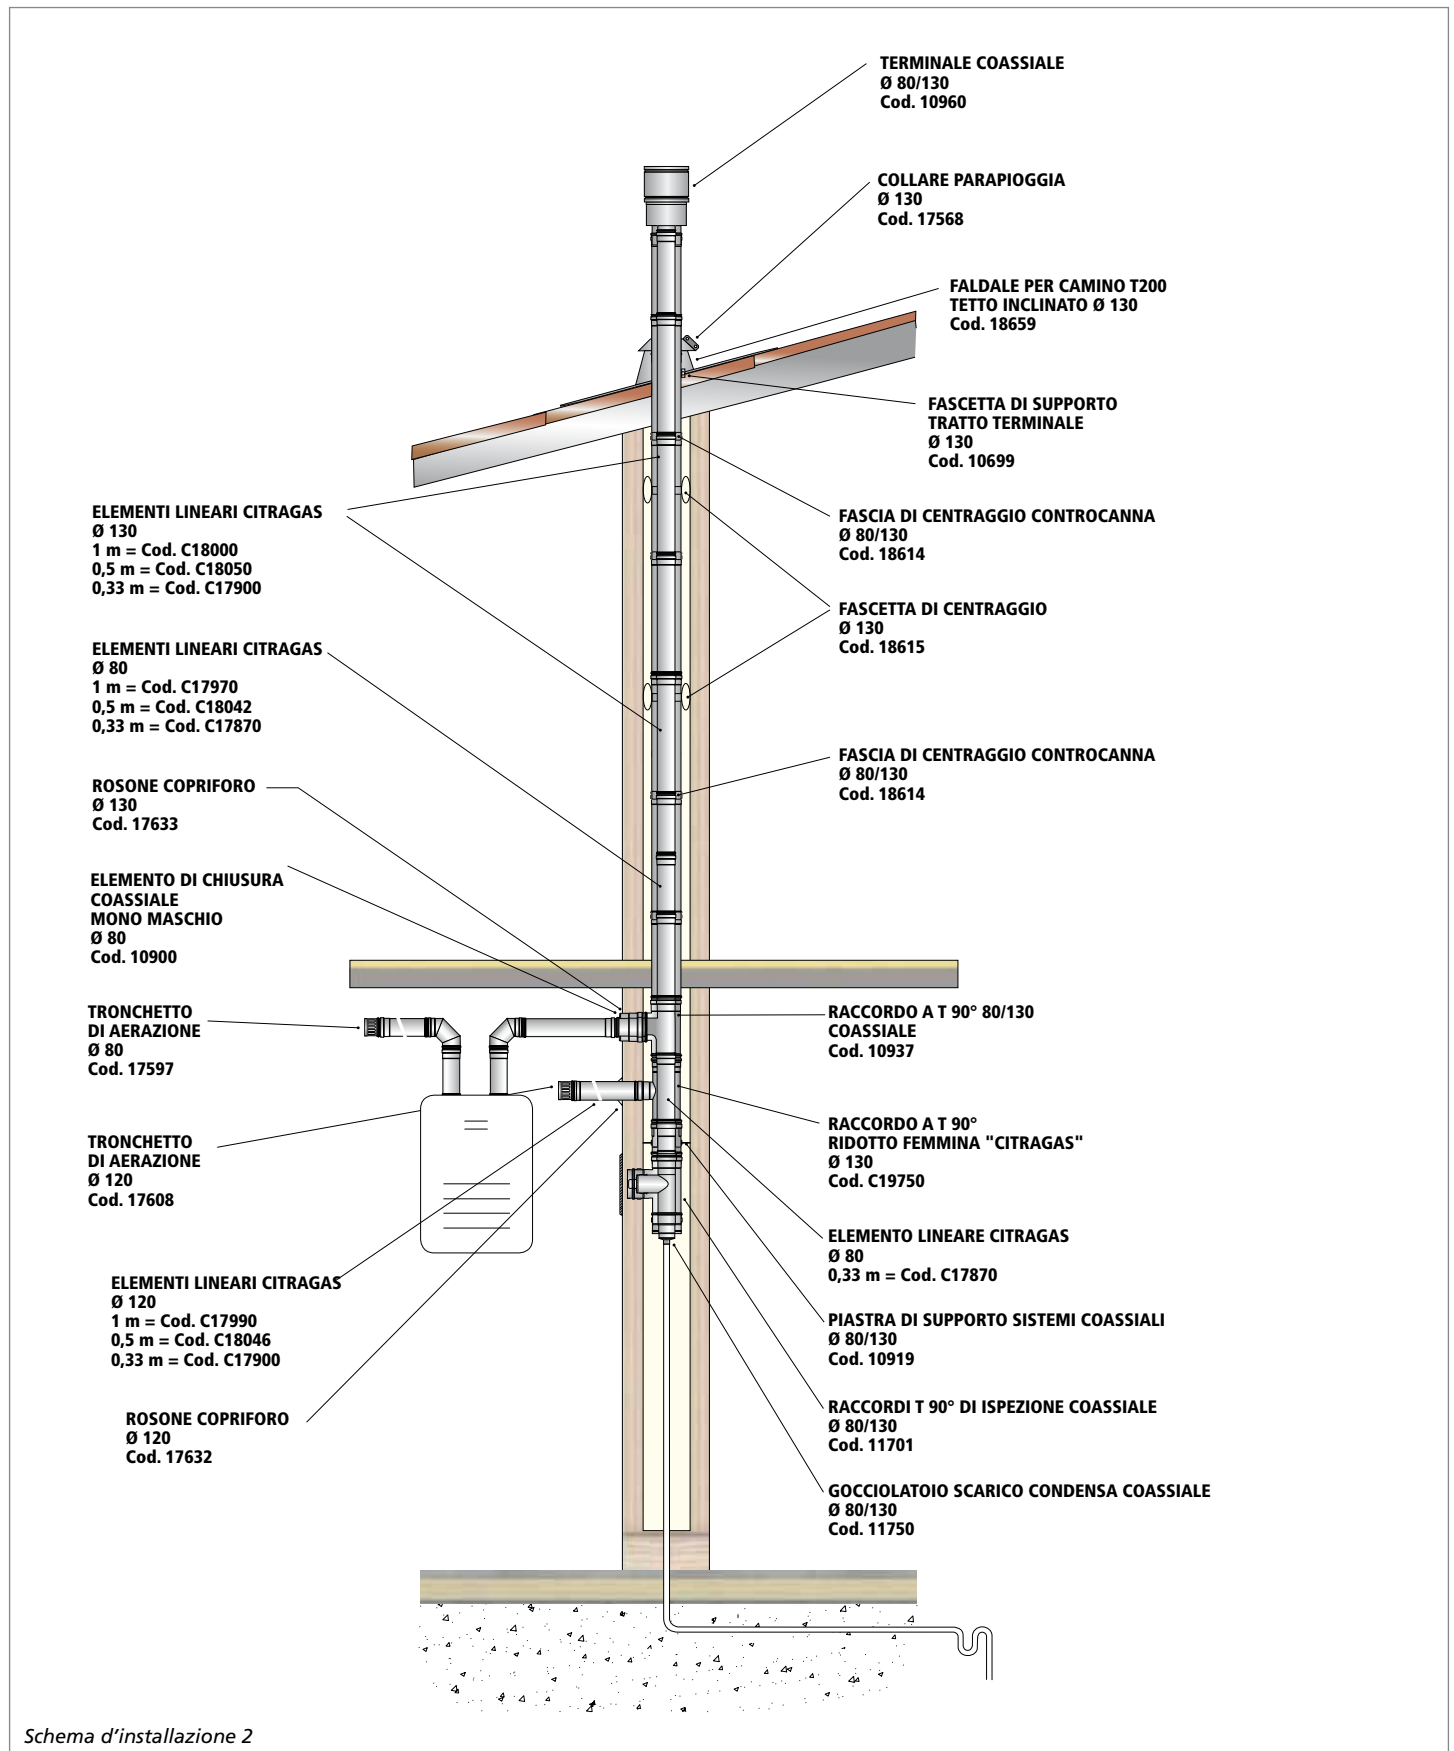 TERMINALE COASSIALE
Ø 80/130
Cod. 10960
COLLARE PARAPIOGGIA
Ø 130
Cod. 17568
FALDALE PER CAMINO T200
TETTO INCLINATO Ø 130
Cod. 18659
FASCETTA DI SUPPORTO
TRATTO TERMINALE
Ø 130
Cod. 10699
ELEMENTI LINEARI CITRAGAS
Ø 130
1 m = Cod. C18000
0,5 m = Cod. C18050
0,33 m = Cod. C17900
FASCIA DI CENTRAGGIO CONTROCANNA
Ø 80/130
Cod. 18614
FASCETTA DI CENTRAGGIO
Ø 130
Cod. 18615
ELEMENTI LINEARI CITRAGAS
Ø 80
1 m = Cod. C17970
0,5 m = Cod. C18042
0,33 m = Cod. C17870
FASCIA DI CENTRAGGIO CONTROCANNA
Ø 80/130
Cod. 18614
ROSONE COPRIFORO
Ø 130
Cod. 17633
ELEMENTO DI CHIUSURA
COASSIALE
MONO MASCHIO
Ø 80
Cod. 10900
TRONCHETTO
DI AERAZIONE
Ø 80
Cod. 17597
RACCORDO A T 90° 80/130
COASSIALE
Cod. 10937
TRONCHETTO
DI AERAZIONE
Ø 120
Cod. 17608
RACCORDO A T 90°
RIDOTTO FEMMINA "CITRAGAS"
Ø 130
Cod. C19750
ELEMENTO LINEARE CITRAGAS
Ø 80
0,33 m = Cod. C17870
ELEMENTI LINEARI CITRAGAS
Ø 120
1 m = Cod. C17990
0,5 m = Cod. C18046
0,33 m = Cod. C17900
PIASTRA DI SUPPORTO SISTEMI COASSIALI
Ø 80/130
Cod. 10919
RACCORDI T 90° DI ISPEZIONE COASSIALE
Ø 80/130
Cod. 11701
ROSONE COPRIFORO
Ø 120
Cod. 17632
GOCCIOLATOIO SCARICO CONDENSA COASSIALE
Ø 80/130
Cod. 11750
Schema d'installazione 2